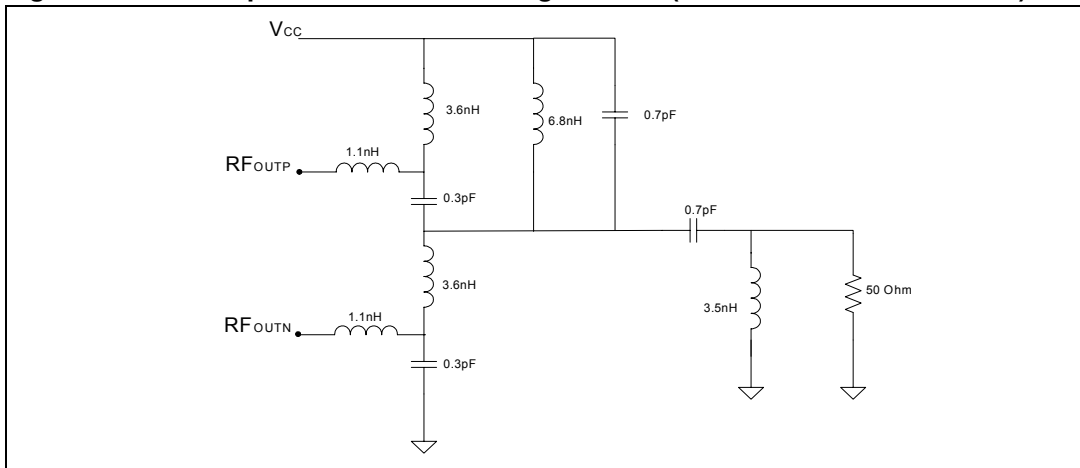 VCC
3.6nH
6.8nH
0.7pF
1.1nH
RFOUTP
0.3pF
0.7pF
3.6nH
3.5nH
50 Ohm
1.1nH
RFOUTN
0.3pF